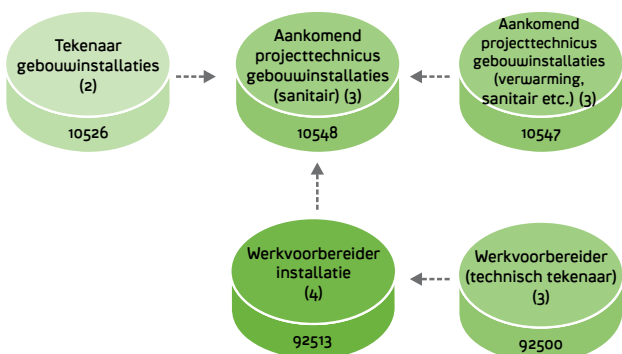 Tekenaar
gebouwinstallaties
(2)
10526
Aankomend
projecttechnicus
gebouwinstallaties
(sanitair) (3)
10548
Aankomend
projecttechnicus
gebouwinstallaties
(verwarming,
sanitair etc.) (3)
10547
Werkvoorbereider
installatie
(4)
92513
Werkvoorbereider
(technisch tekenaar)
(3)
92500